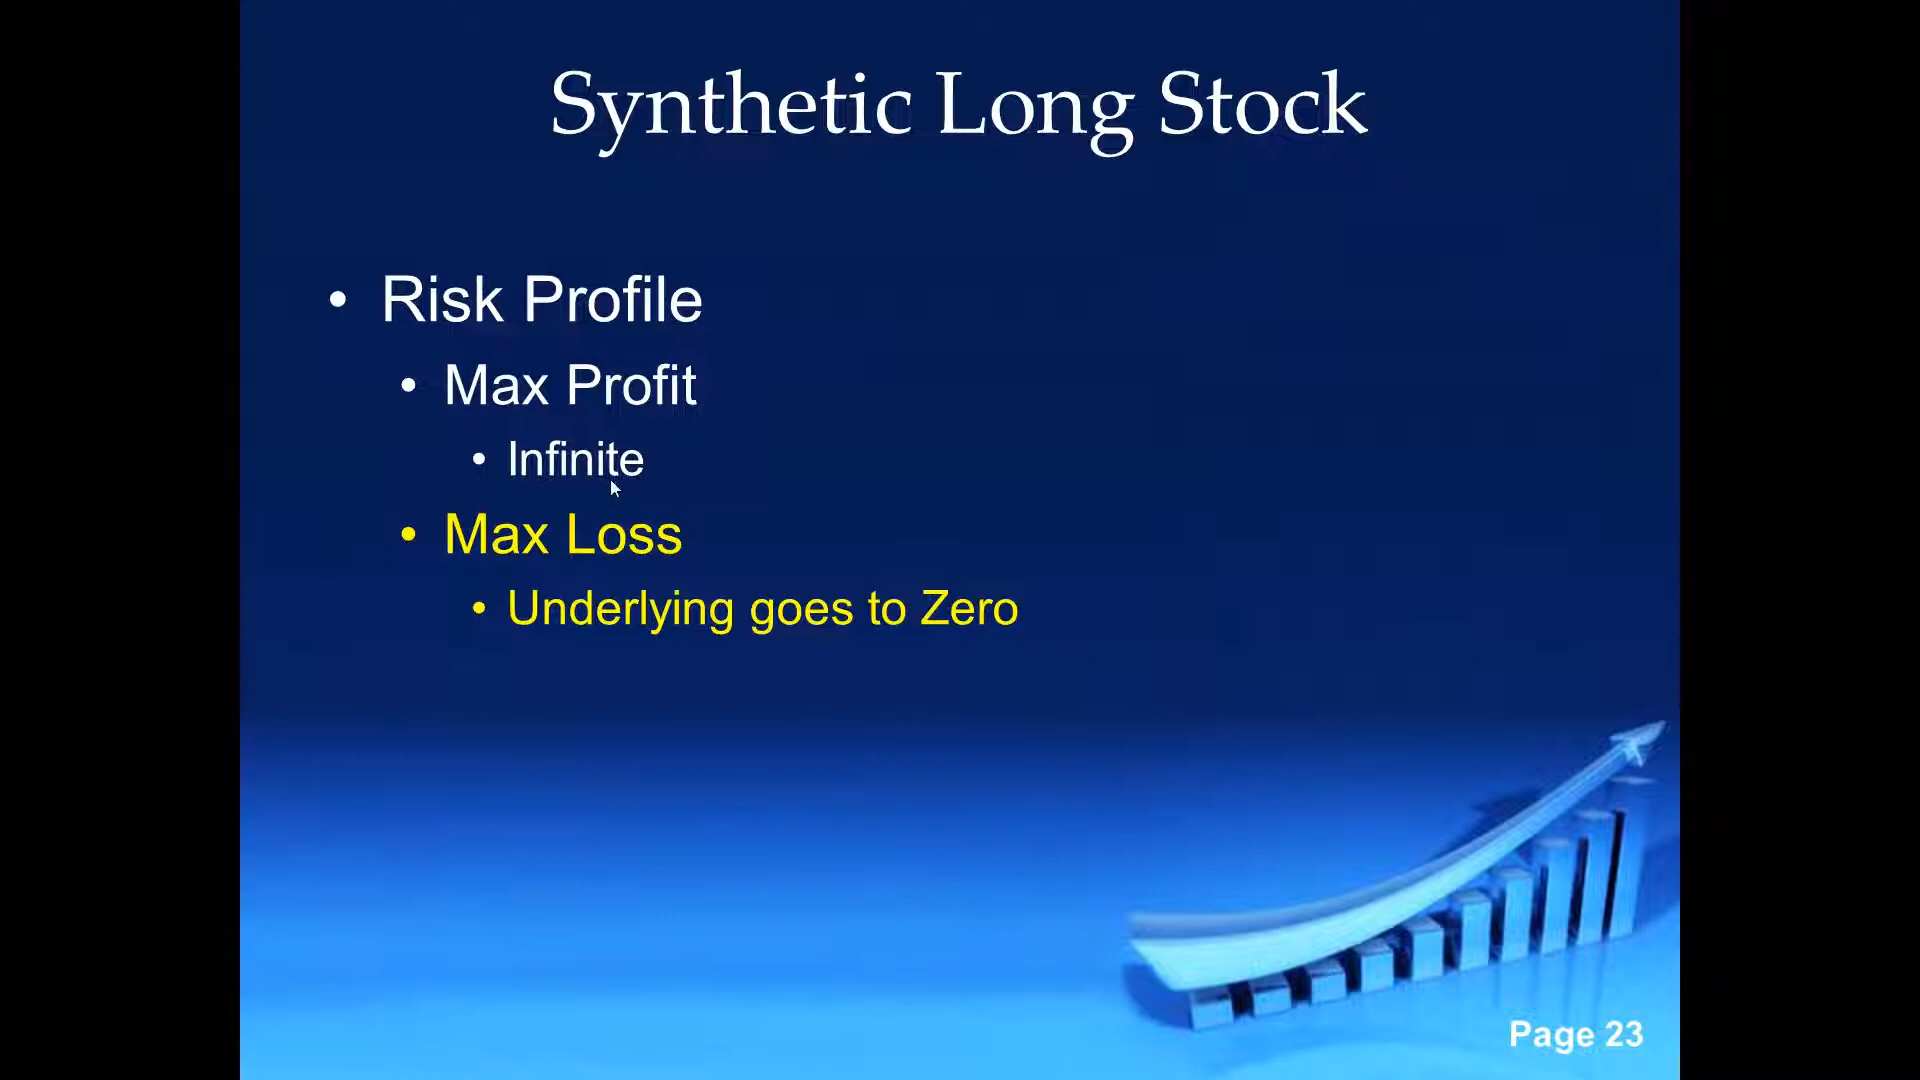 Synthetic Long Stock
• Risk Profile
• Max Profit
• Infinite
• Max Loss
• Underlying goes to Zero
Page 23